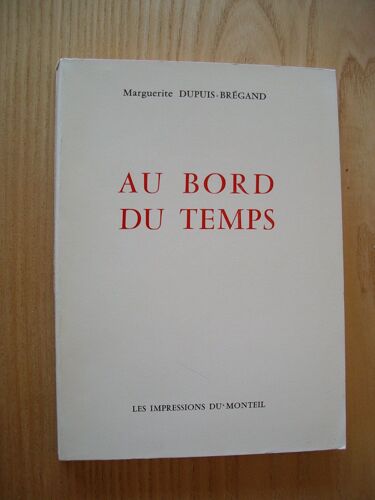 Marguerite DUPUIS-BRÉGAND
AU BORD
DU TEMPS
LES IMPRESSIONS DU MONTEIL